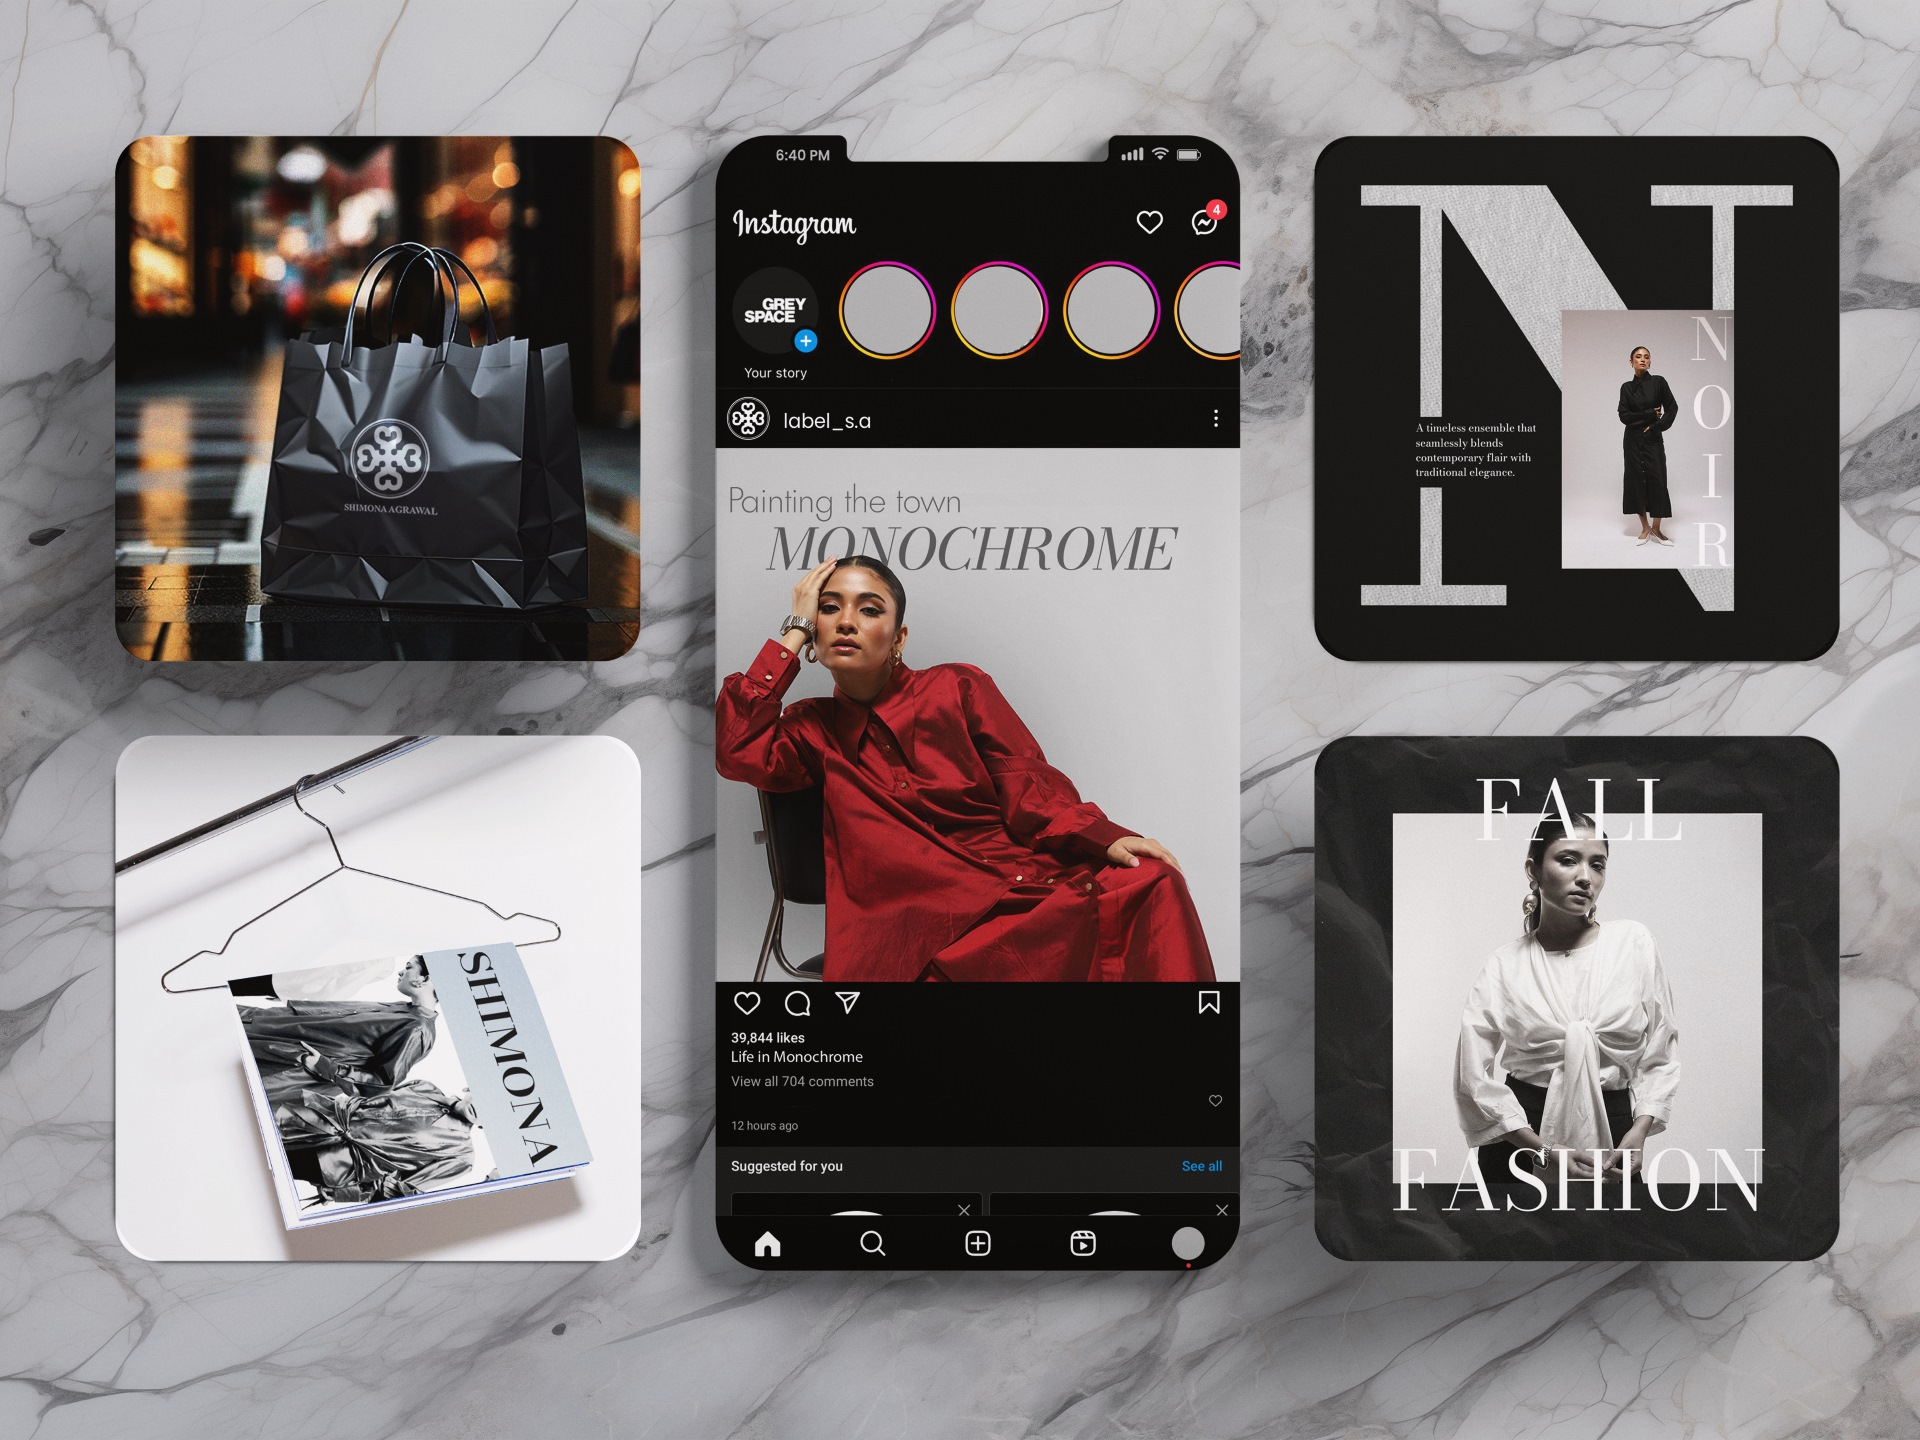 SHIMONA AGRAWAL
SHIMONA
6:40 PM
Instagram
4
GREY
SPACE
Your story
label_s.a
Painting the town
MONOCHROME
39,844 likes
Life in Monochrome
View all 704 comments
12 hours ago
Suggested for you
See all
N
A timeless ensemble that
seamlessly blends
contemporary flair with
traditional elegance.
NOIR
FALL
FASHION